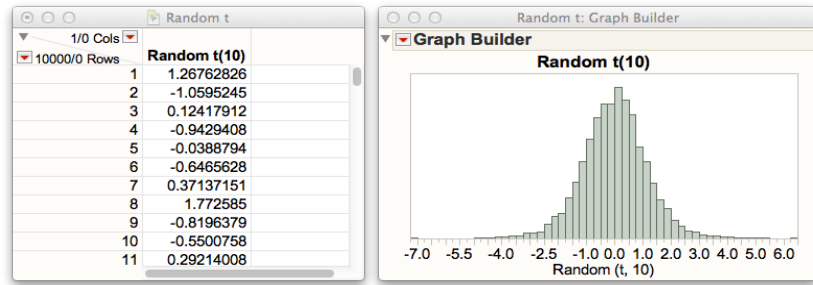 Random t
1/0 Cols
10000/0 Rows
Random t(10)
1 1.26762826
2 -1.0595245
3 0.12417912
4 -0.9429408
5 -0.0388794
6 -0.6465628
7 0.37137151
8 1.772585
9 -0.8196379
10 -0.5500758
11 0.29214008
Random t: Graph Builder
Graph Builder
Random t(10)
-7.0 -5.5 -4.0 -2.5 -1.0 0.0 1.0 2.0 3.0 4.0 5.0 6.0
Random (t, 10)